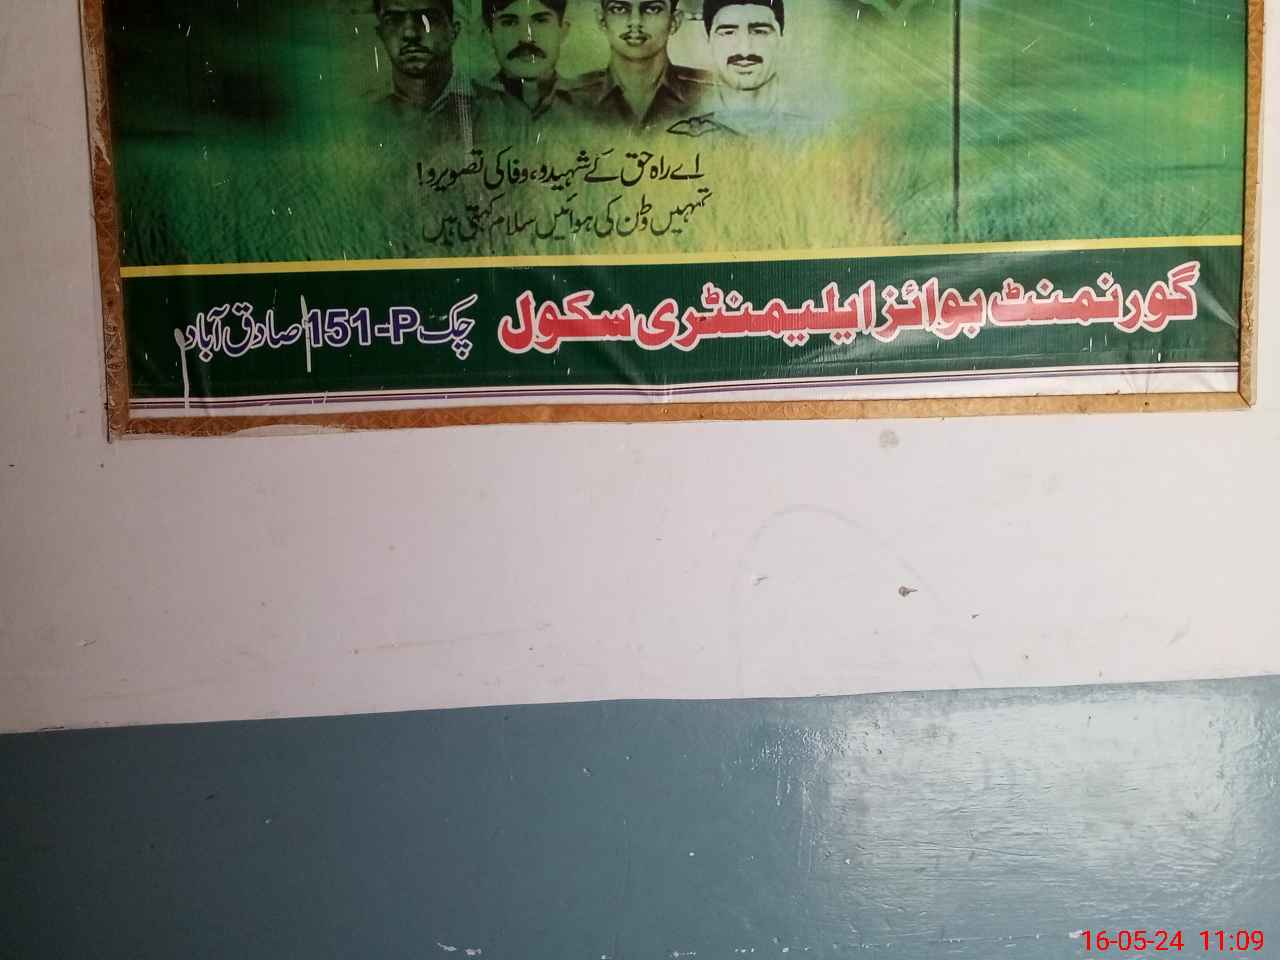 اے راہ حق کے شہیدو، وفا کی تصویرو!
تمہیں وطن کی ہوائیں سلام کہتی ہیں
گورنمنٹ بوائز ایلیمنٹری سکول چک 151-P صادق آباد
16-05-24 11:09